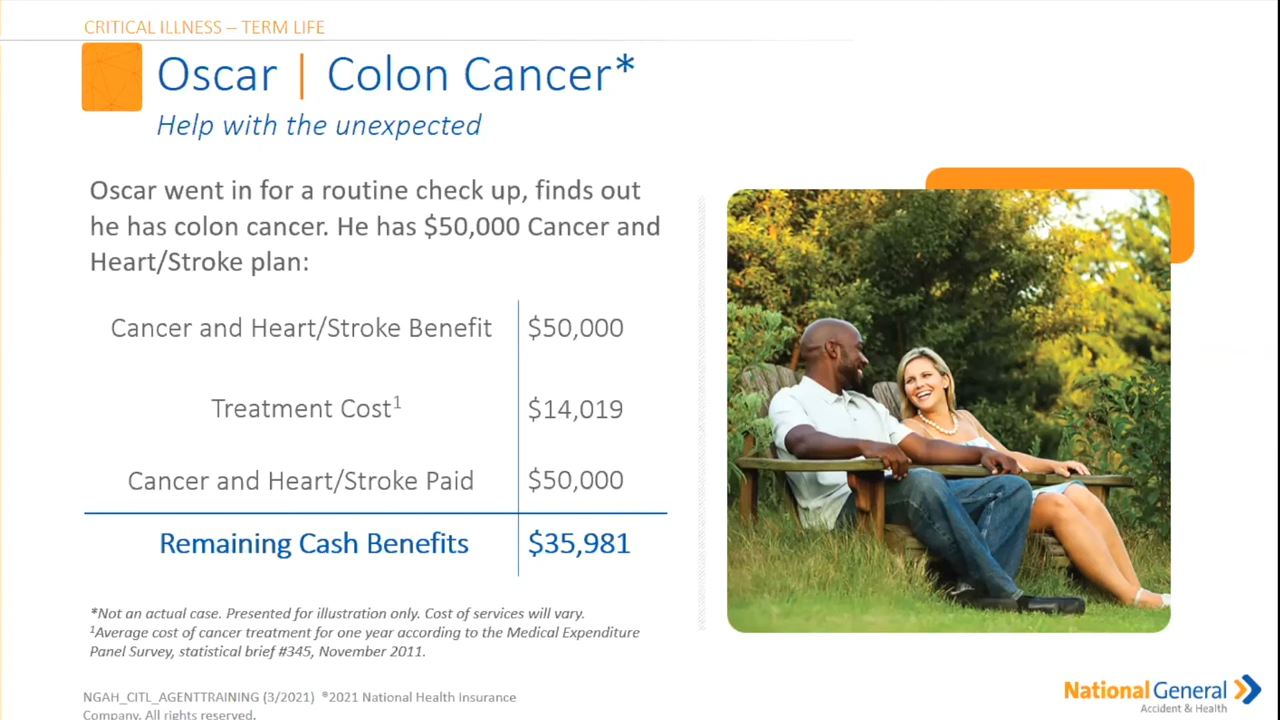 CRITICAL ILLNESS – TERM LIFE
Oscar | Colon Cancer*
Help with the unexpected
Oscar went in for a routine check up, finds out
he has colon cancer. He has $50,000 Cancer and
Heart/Stroke plan:
Cancer and Heart/Stroke Benefit $50,000
Treatment Cost¹ $14,019
Cancer and Heart/Stroke Paid $50,000
Remaining Cash Benefits $35,981
*Not an actual case. Presented for illustration only. Cost of services will vary.
¹Average cost of cancer treatment for one year according to the Medical Expenditure
Panel Survey, statistical brief #345, November 2011.
NGAH_CITL_AGENTTRAINING (3/2021) ®2021 National Health Insurance
Company. All rights reserved.
National General
Accident & Health